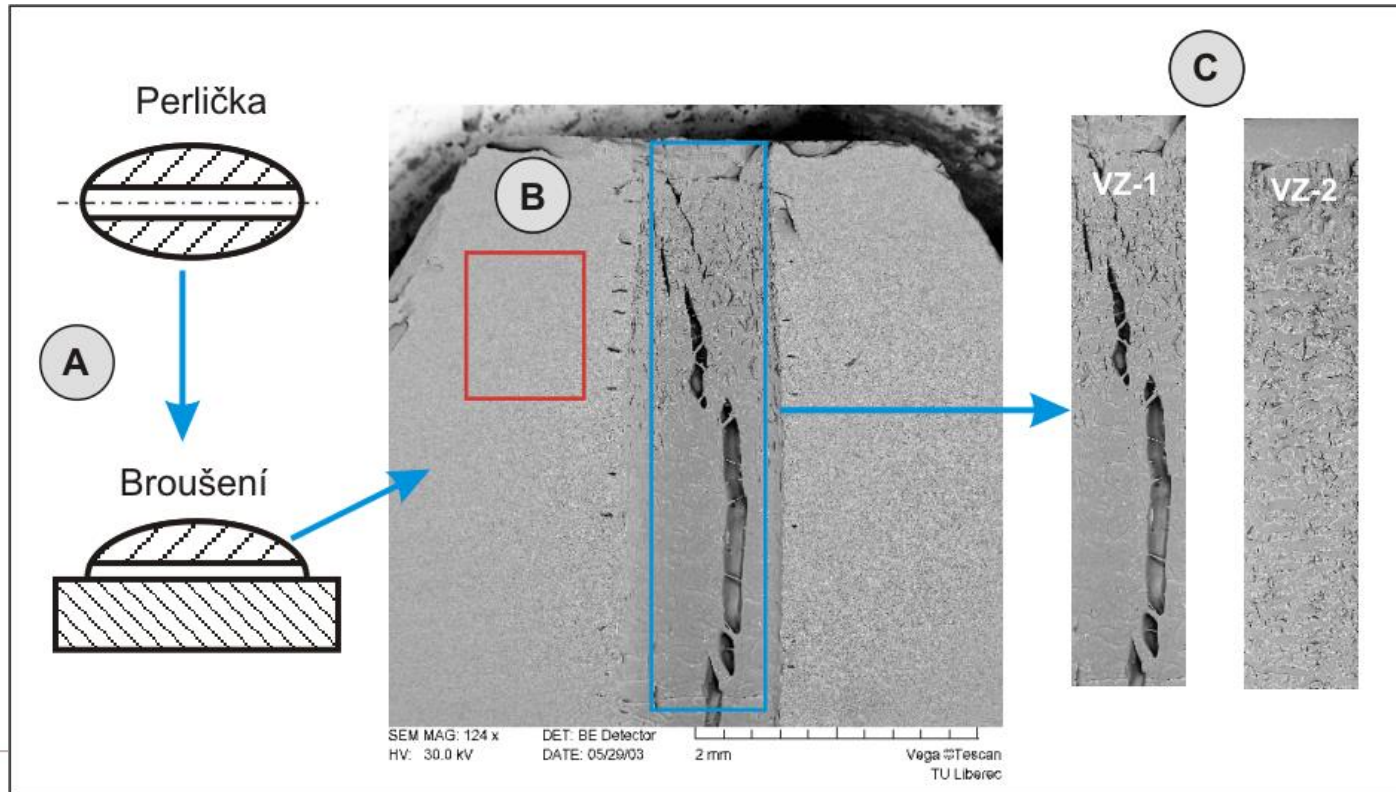 Perlička
A
Broušení
B
SEM MAG: 124 x
DET: BE Detector
HV: 30.0 kV
DATE: 05/29/03
2 mm
Vega ©Tescan
TU Liberec
C
VZ-1
VZ-2